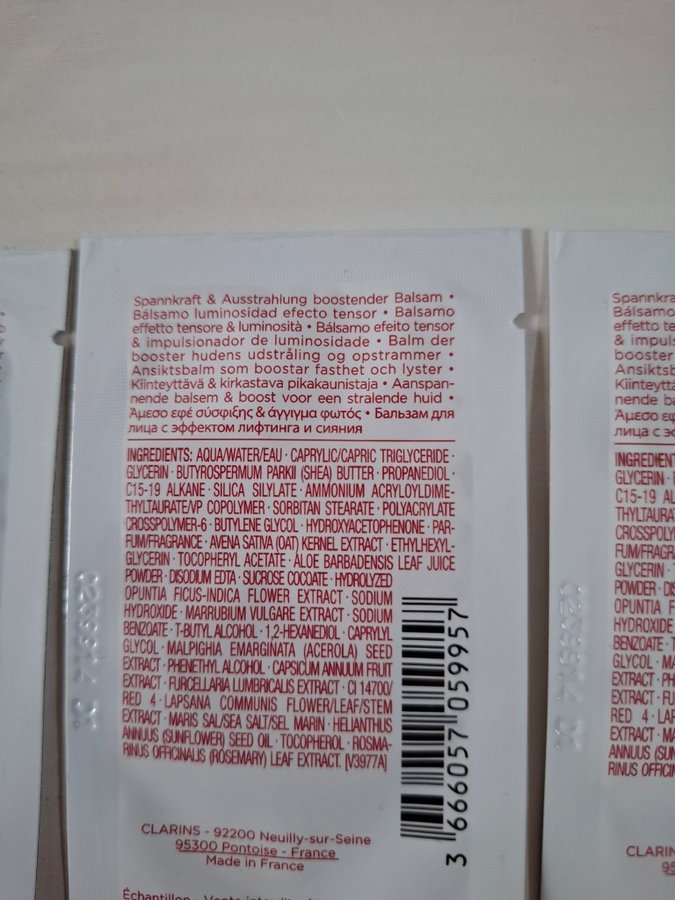 Spannkraft & Ausstrahlung boostender Balsam •
Bálsamo luminosidad efecto tensor • Balsamo
effetto tensore & luminosità • Bálsamo efeito tensor
& impulsionador de luminosidade • Balm der
booster hudens udstråling og opstrammer •
Ansiktsbalm som boostar fasthet och lyster •
Kiinteyttävä & kirkastava pikakaunistaja • Aanspan-
nende balsem & boost voor een stralende huid •
Άμεσο εφέ σύσφιξης & άγγιγμα φωτός • Бальзам для
лица с эффектом лифтинга и сияния
INGREDIENTS: AQUA/WATER/EAU · CAPRYLIC/CAPRIC TRIGLYCERIDE ·
GLYCERIN · BUTYROSPERMUM PARKII (SHEA) BUTTER · PROPANEDIOL ·
C15-19 ALKANE · SILICA SILYLATE · AMMONIUM ACRYLOYLDIME-
THYLTAURATE/VP COPOLYMER · SORBITAN STEARATE · POLYACRYLATE
CROSSPOLYMER-6 · BUTYLENE GLYCOL · HYDROXYACETOPHENONE · PAR-
FUM/FRAGRANCE · AVENA SATIVA (OAT) KERNEL EXTRACT · ETHYLHEXYL-
GLYCERIN · TOCOPHERYL ACETATE · ALOE BARBADENSIS LEAF JUICE
POWDER · DISODIUM EDTA · SUCROSE COCOATE · HYDROLYZED
OPUNTIA FICUS-INDICA FLOWER EXTRACT · SODIUM
HYDROXIDE · MARRUBIUM VULGARE EXTRACT · SODIUM
BENZOATE · T-BUTYL ALCOHOL · 1,2-HEXANEDIOL · CAPRYLYL
GLYCOL · MALPIGHIA EMARGINATA (ACEROLA) SEED
EXTRACT · PHENETHYL ALCOHOL · CAPSICUM ANNUUM FRUIT
EXTRACT · FURCELLARIA LUMBRICALIS EXTRACT · CI 14700/
RED 4 · LAPSANA COMMUNIS FLOWER/LEAF/STEM
EXTRACT · MARIS SAL/SEA SALT/SEL MARIN · HELIANTHUS
ANNUUS (SUNFLOWER) SEED OIL · TOCOPHEROL · ROSMA-
RINUS OFFICINALIS (ROSEMARY) LEAF EXTRACT. [V3977A]
3 666057 059957
CLARINS - 92200 Neuilly-sur-Seine
95300 Pontoise - France
Made in France
Échantillon - Vente